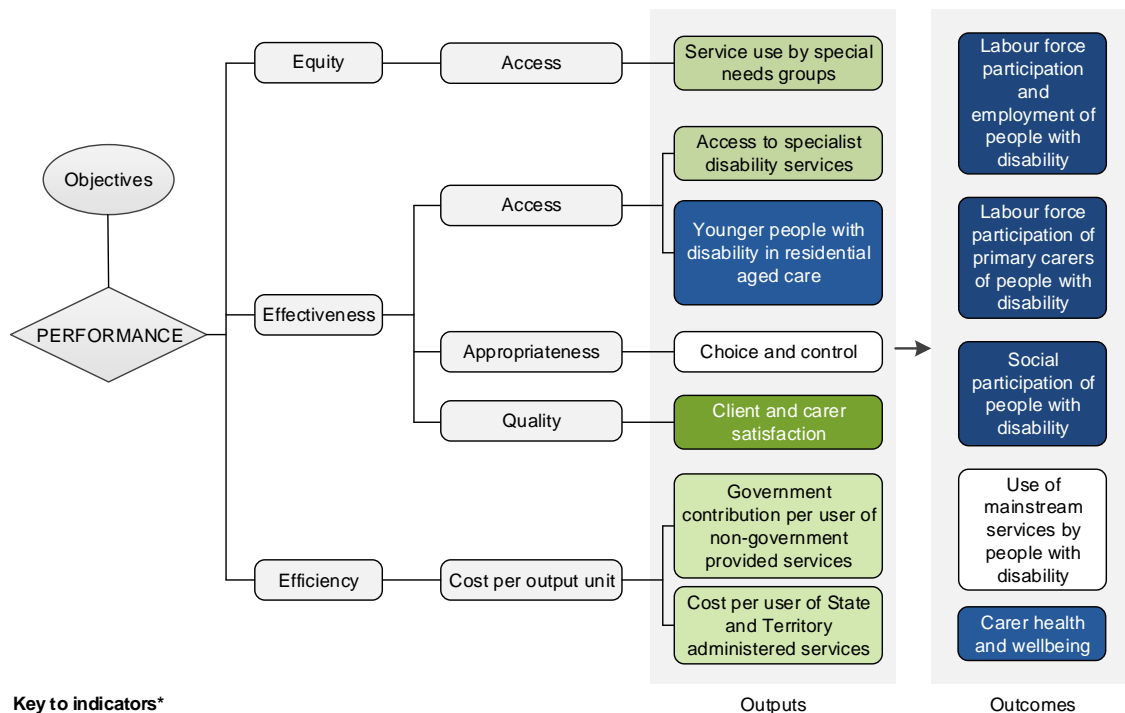 Objectives
PERFORMANCE
Equity
Access
Service use by special
needs groups
Effectiveness
Access
Access to specialist
disability services
Younger people with
disability in residential
aged care
Appropriateness
Choice and control
Quality
Client and carer
satisfaction
Efficiency
Cost per output unit
Government
contribution per user of
non-government
provided services
Cost per user of State
and Territory
administered services
Labour force
participation
and
employment of
people with
disability
Labour force
participation of
primary carers
of people with
disability
Social
participation of
people with
disability
Use of
mainstream
services by
people with
disability
Carer health
and wellbeing
Key to indicators*
Outputs
Outcomes